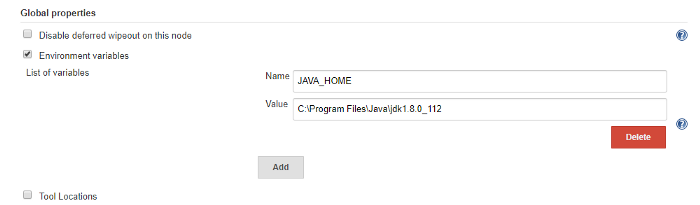 Global properties
Disable deferred wipeout on this node
Environment variables
List of variables
Name JAVA_HOME
Value C:\Program Files\Java\jdk1.8.0_112
Delete
Add
Tool Locations